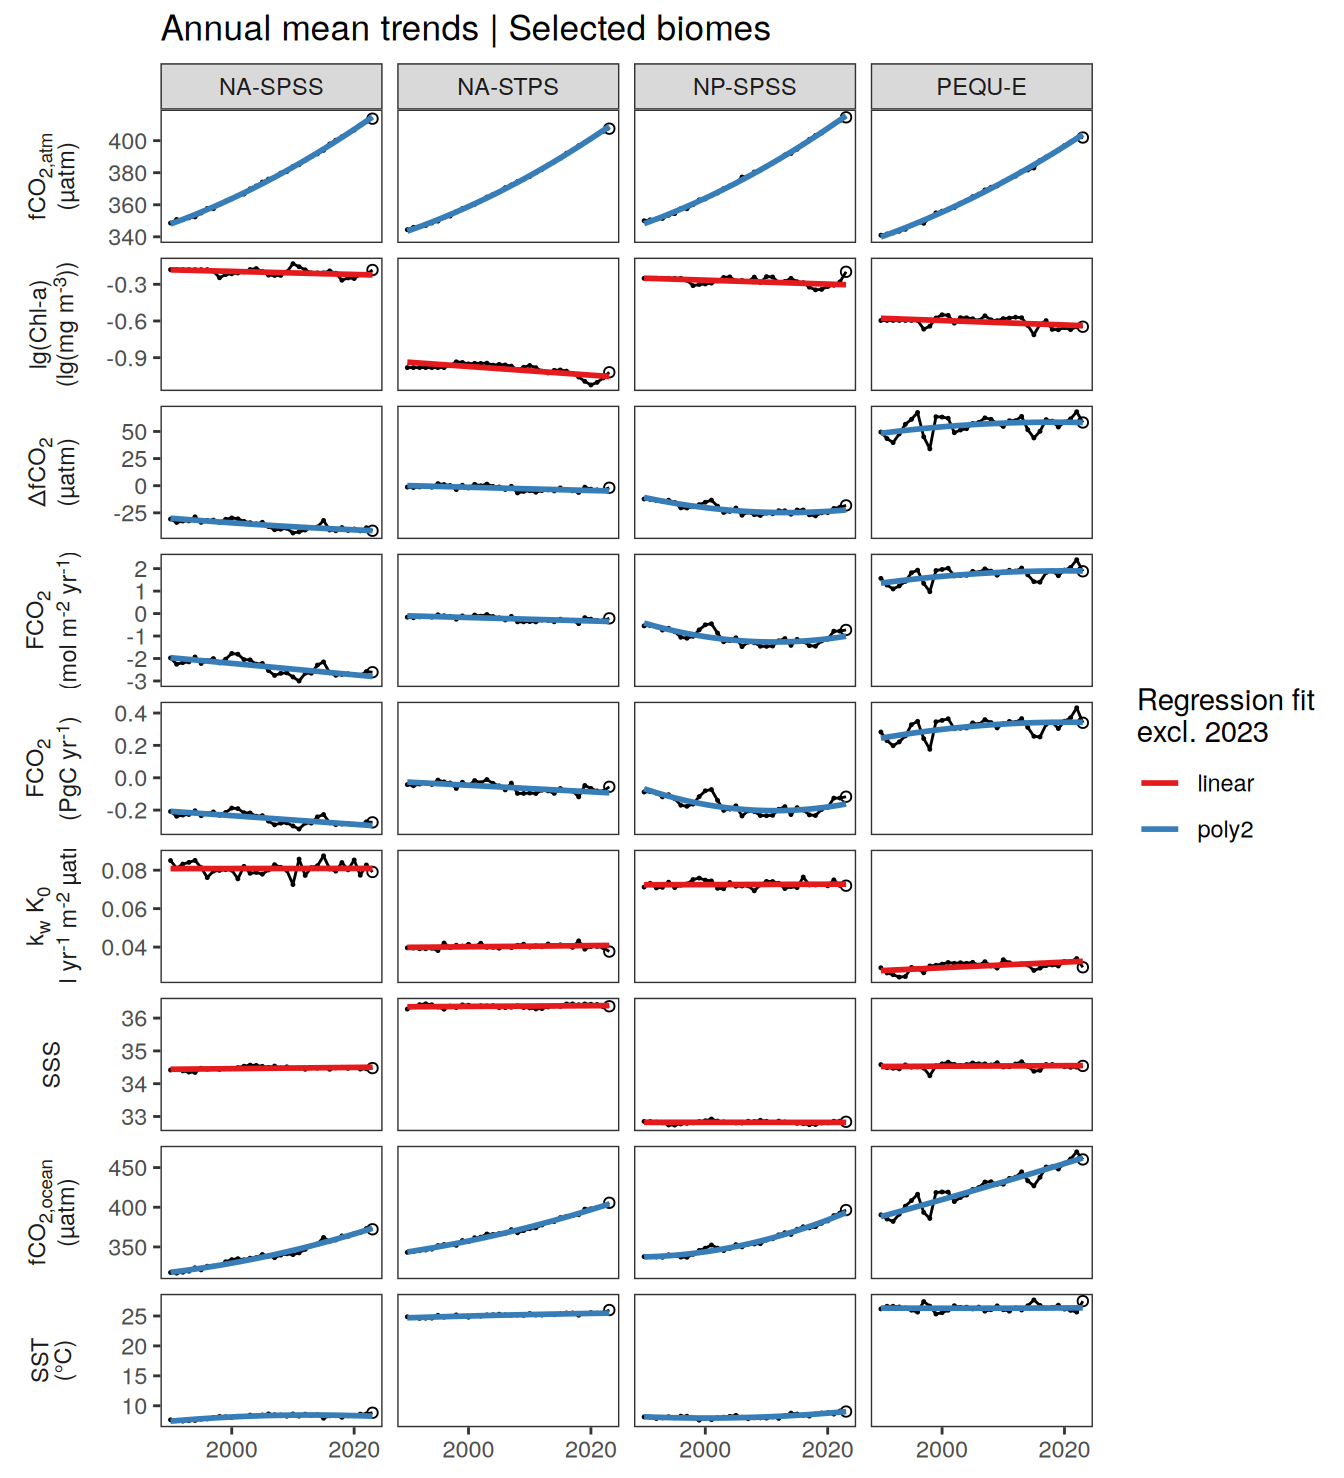 Annual mean trends | Selected biomes
NA-SPSS NA-STPS NP-SPSS PEQU-E
fCO2,atm
(µatm)
400
380
360
340
lg(Chl-a)
(lg(mg m-3))
-0.3
-0.6
-0.9
ΔfCO2
(µatm)
50
25
0
-25
FCO2
(mol m-2 yr-1)
2
1
0
-1
-2
-3
FCO2
(PgC yr-1)
0.4
0.2
0.0
-0.2
kw K0
l yr-1 m-2 µatl
0.08
0.06
0.04
SSS
36
35
34
33
fCO2,ocean
(µatm)
450
400
350
SST
(°C)
25
20
15
10
2000 2020 2000 2020 2000 2020 2000 2020
Regression fit
excl. 2023
linear
poly2